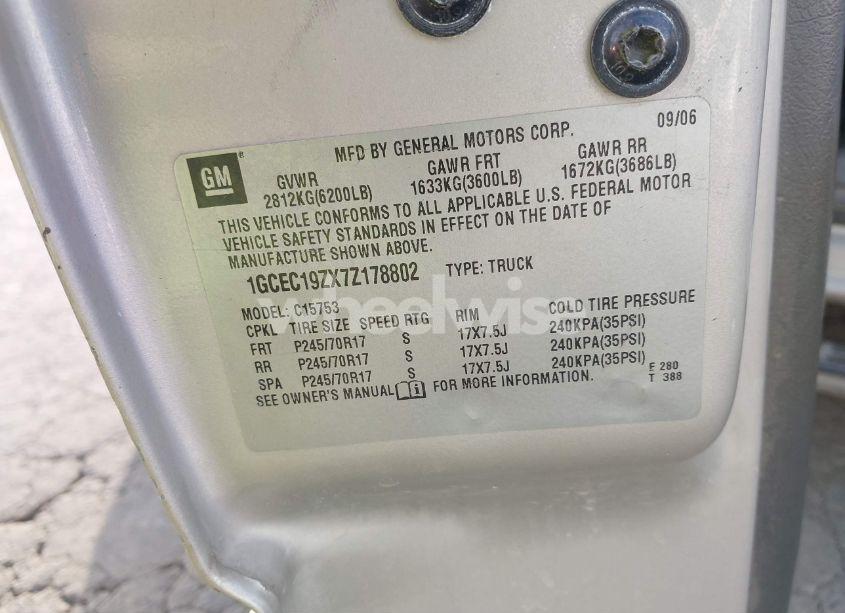 09/06
MFD BY GENERAL MOTORS CORP.
GM ®
GVWR GAWR FRT GAWR RR
2812KG(6200LB) 1633KG(3600LB) 1672KG(3686LB)
THIS VEHICLE CONFORMS TO ALL APPLICABLE U.S. FEDERAL MOTOR
VEHICLE SAFETY STANDARDS IN EFFECT ON THE DATE OF
MANUFACTURE SHOWN ABOVE.
1GCEC19ZX7Z178802 TYPE: TRUCK
MODEL: C15753
CPKL TIRE SIZE SPEED RTG RIM COLD TIRE PRESSURE
FRT P245/70R17 S 17X7.5J 240KPA(35PSI)
RR P245/70R17 S 17X7.5J 240KPA(35PSI)
SPA P245/70R17 S 17X7.5J 240KPA(35PSI)
SEE OWNER'S MANUAL FOR MORE INFORMATION.
F 280
T 388
wheelwise